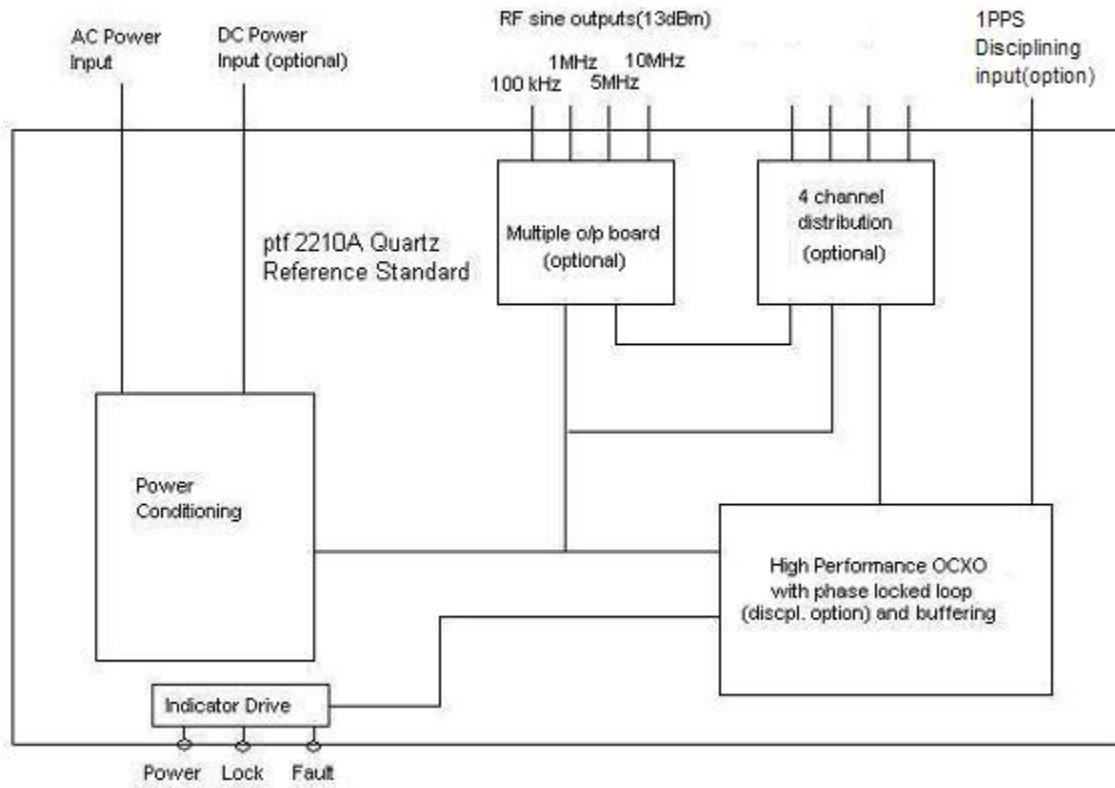 RF sine outputs(13dBm)
AC Power
Input
DC Power
Input (optional)
1MHz
10MHz
100 kHz
5MHz
1PPS
Disciplining
input(option)
ptf 2210A Quartz
Reference Standard
Multiple o/p board
(optional)
4 channel
distribution
(optional)
Power
Conditioning
High Performance OCXO
with phase locked loop
(discpl. option) and buffering
Indicator Drive
Power
Lock
Fault